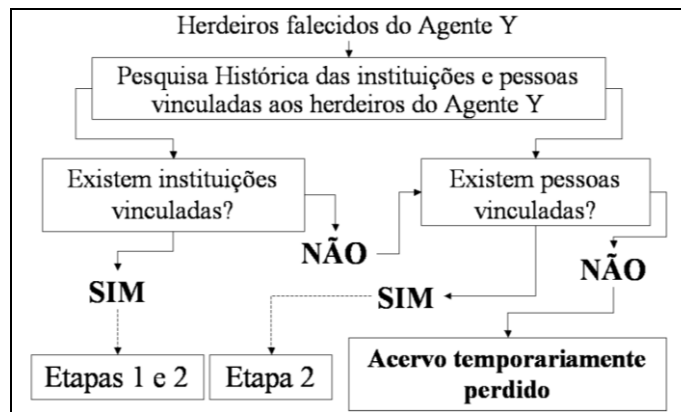 Herdeiros falecidos do Agente Y
Pesquisa Histórica das instituições e pessoas
vinculadas aos herdeiros do Agente Y
Existem instituições
vinculadas?
Existem pessoas
vinculadas?
NÃO
NÃO
SIM
SIM
Etapas 1 e 2
Etapa 2
Acervo temporariamente
perdido